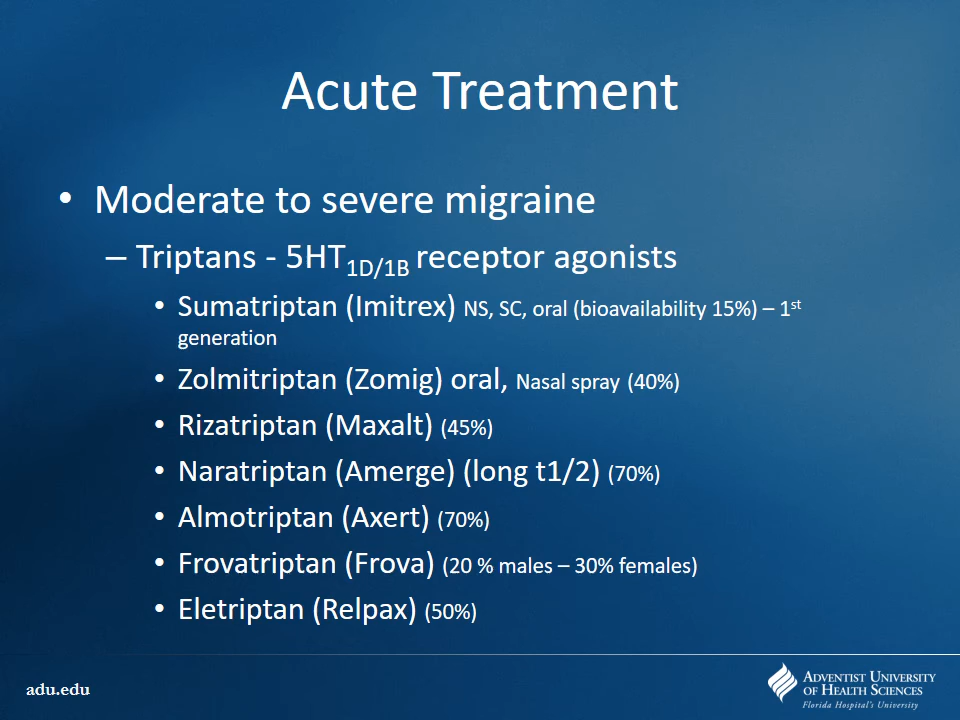 Acute Treatment
• Moderate to severe migraine
– Triptans - 5HT1D/1B receptor agonists
• Sumatriptan (Imitrex) NS, SC, oral (bioavailability 15%) – 1st
generation
• Zolmitriptan (Zomig) oral, Nasal spray (40%)
• Rizatriptan (Maxalt) (45%)
• Naratriptan (Amerge) (long t1/2) (70%)
• Almotriptan (Axert) (70%)
• Frovatriptan (Frova) (20 % males – 30% females)
• Eletriptan (Relpax) (50%)
adu.edu
ADVENTIST UNIVERSITY
OF HEALTH SCIENCES
Florida Hospital's University